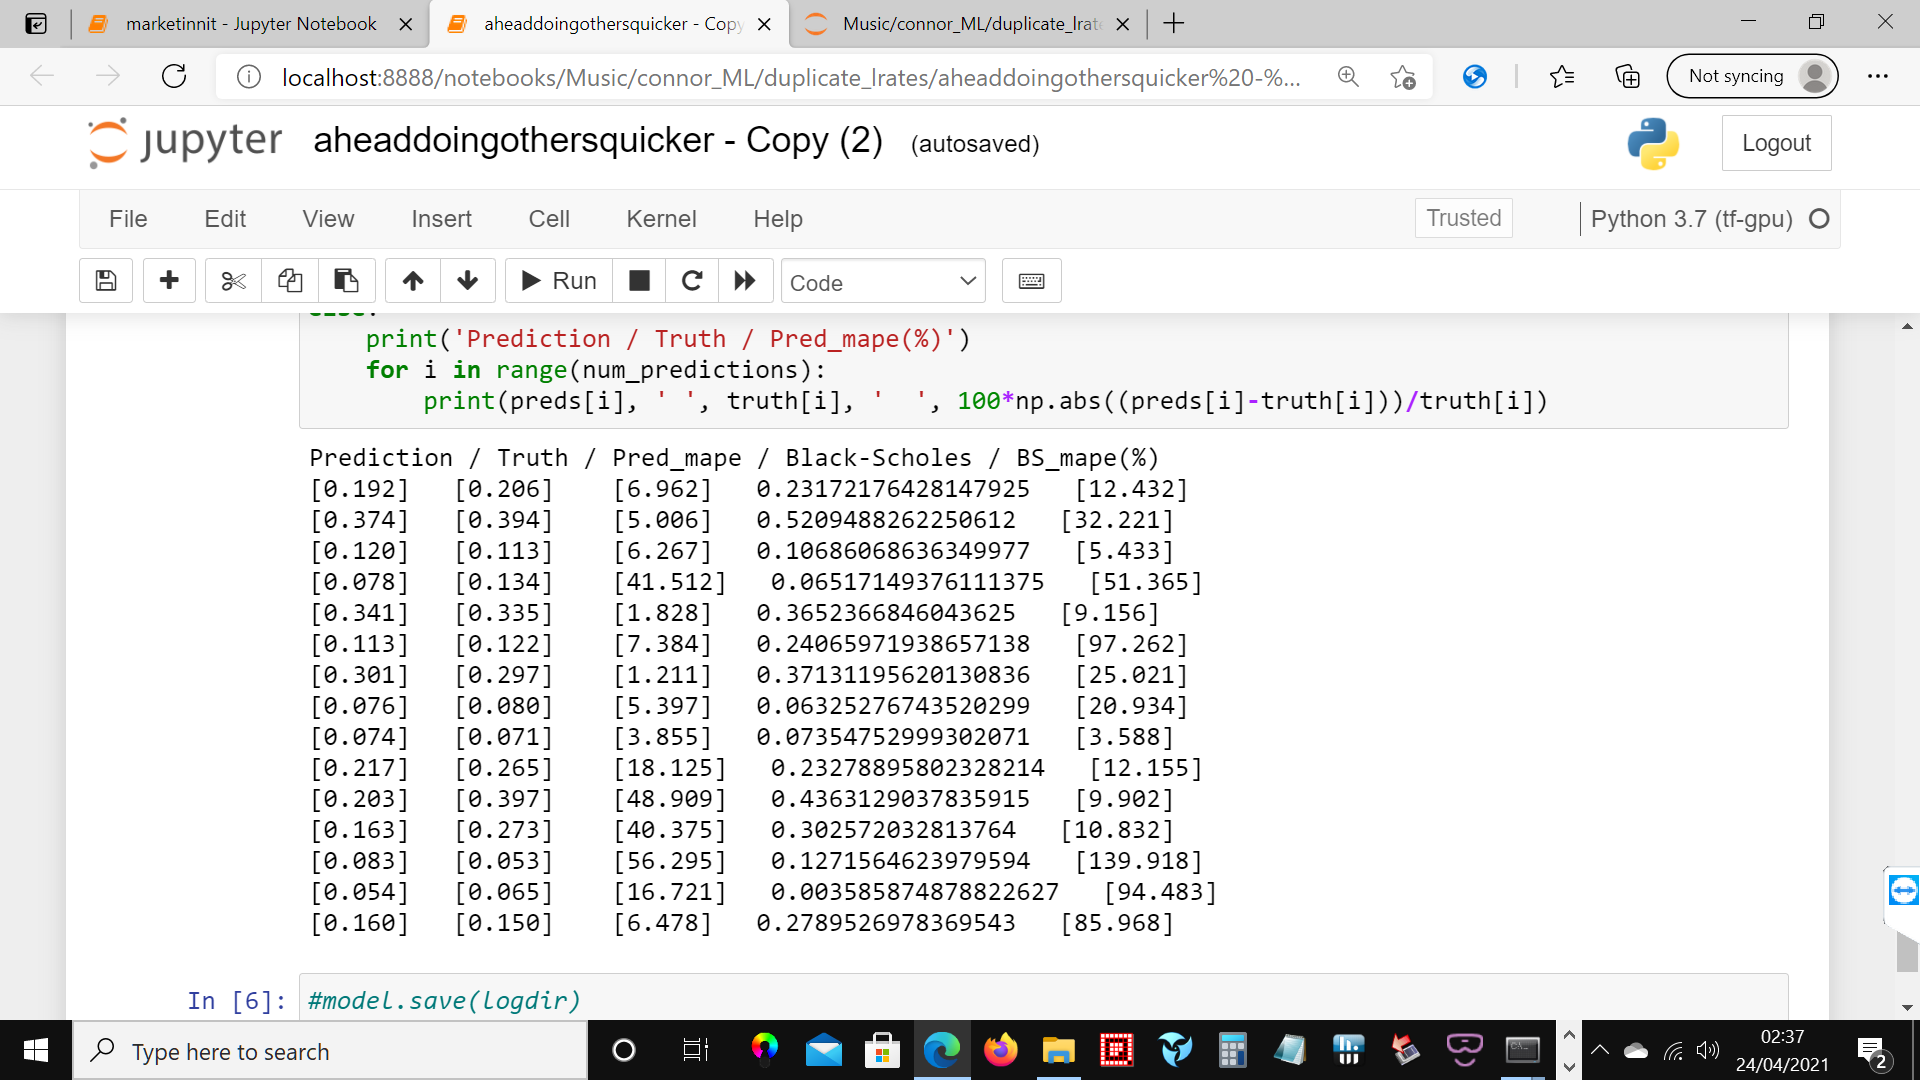 marketinnit - Jupyter Notebook
aheaddoingothersquicker - Copy
Music/connor_ML/duplicate_lrate
localhost:8888/notebooks/Music/connor_ML/duplicate_lrates/aheaddoingothersquicker%20-%...
Not syncing
jupyter aheaddoingothersquicker - Copy (2) (autosaved)
Logout
File Edit View Insert Cell Kernel Help
Trusted
Python 3.7 (tf-gpu)
Run
Code
print('Prediction / Truth / Pred_mape(%)')
for i in range(num_predictions):
print(preds[i], ' ', truth[i], '  ', 100*np.abs((preds[i]-truth[i]))/truth[i])
Prediction / Truth / Pred_mape / Black-Scholes / BS_mape(%)
[0.192] [0.206] [6.962] 0.23172176428147925 [12.432]
[0.374] [0.394] [5.006] 0.5209488262250612 [32.221]
[0.120] [0.113] [6.267] 0.10686068636349977 [5.433]
[0.078] [0.134] [41.512] 0.06517149376111375 [51.365]
[0.341] [0.335] [1.828] 0.3652366846043625 [9.156]
[0.113] [0.122] [7.384] 0.24065971938657138 [97.262]
[0.301] [0.297] [1.211] 0.37131195620130836 [25.021]
[0.076] [0.080] [5.397] 0.06325276743520299 [20.934]
[0.074] [0.071] [3.855] 0.07354752999302071 [3.588]
[0.217] [0.265] [18.125] 0.23278895802328214 [12.155]
[0.203] [0.397] [48.909] 0.4363129037835915 [9.902]
[0.163] [0.273] [40.375] 0.302572032813764 [10.832]
[0.083] [0.053] [56.295] 0.1271564623979594 [139.918]
[0.054] [0.065] [16.721] 0.003585874878822627 [94.483]
[0.160] [0.150] [6.478] 0.2789526978369543 [85.968]
In [6]: #model.save(logdir)
Type here to search
02:37
24/04/2021
2